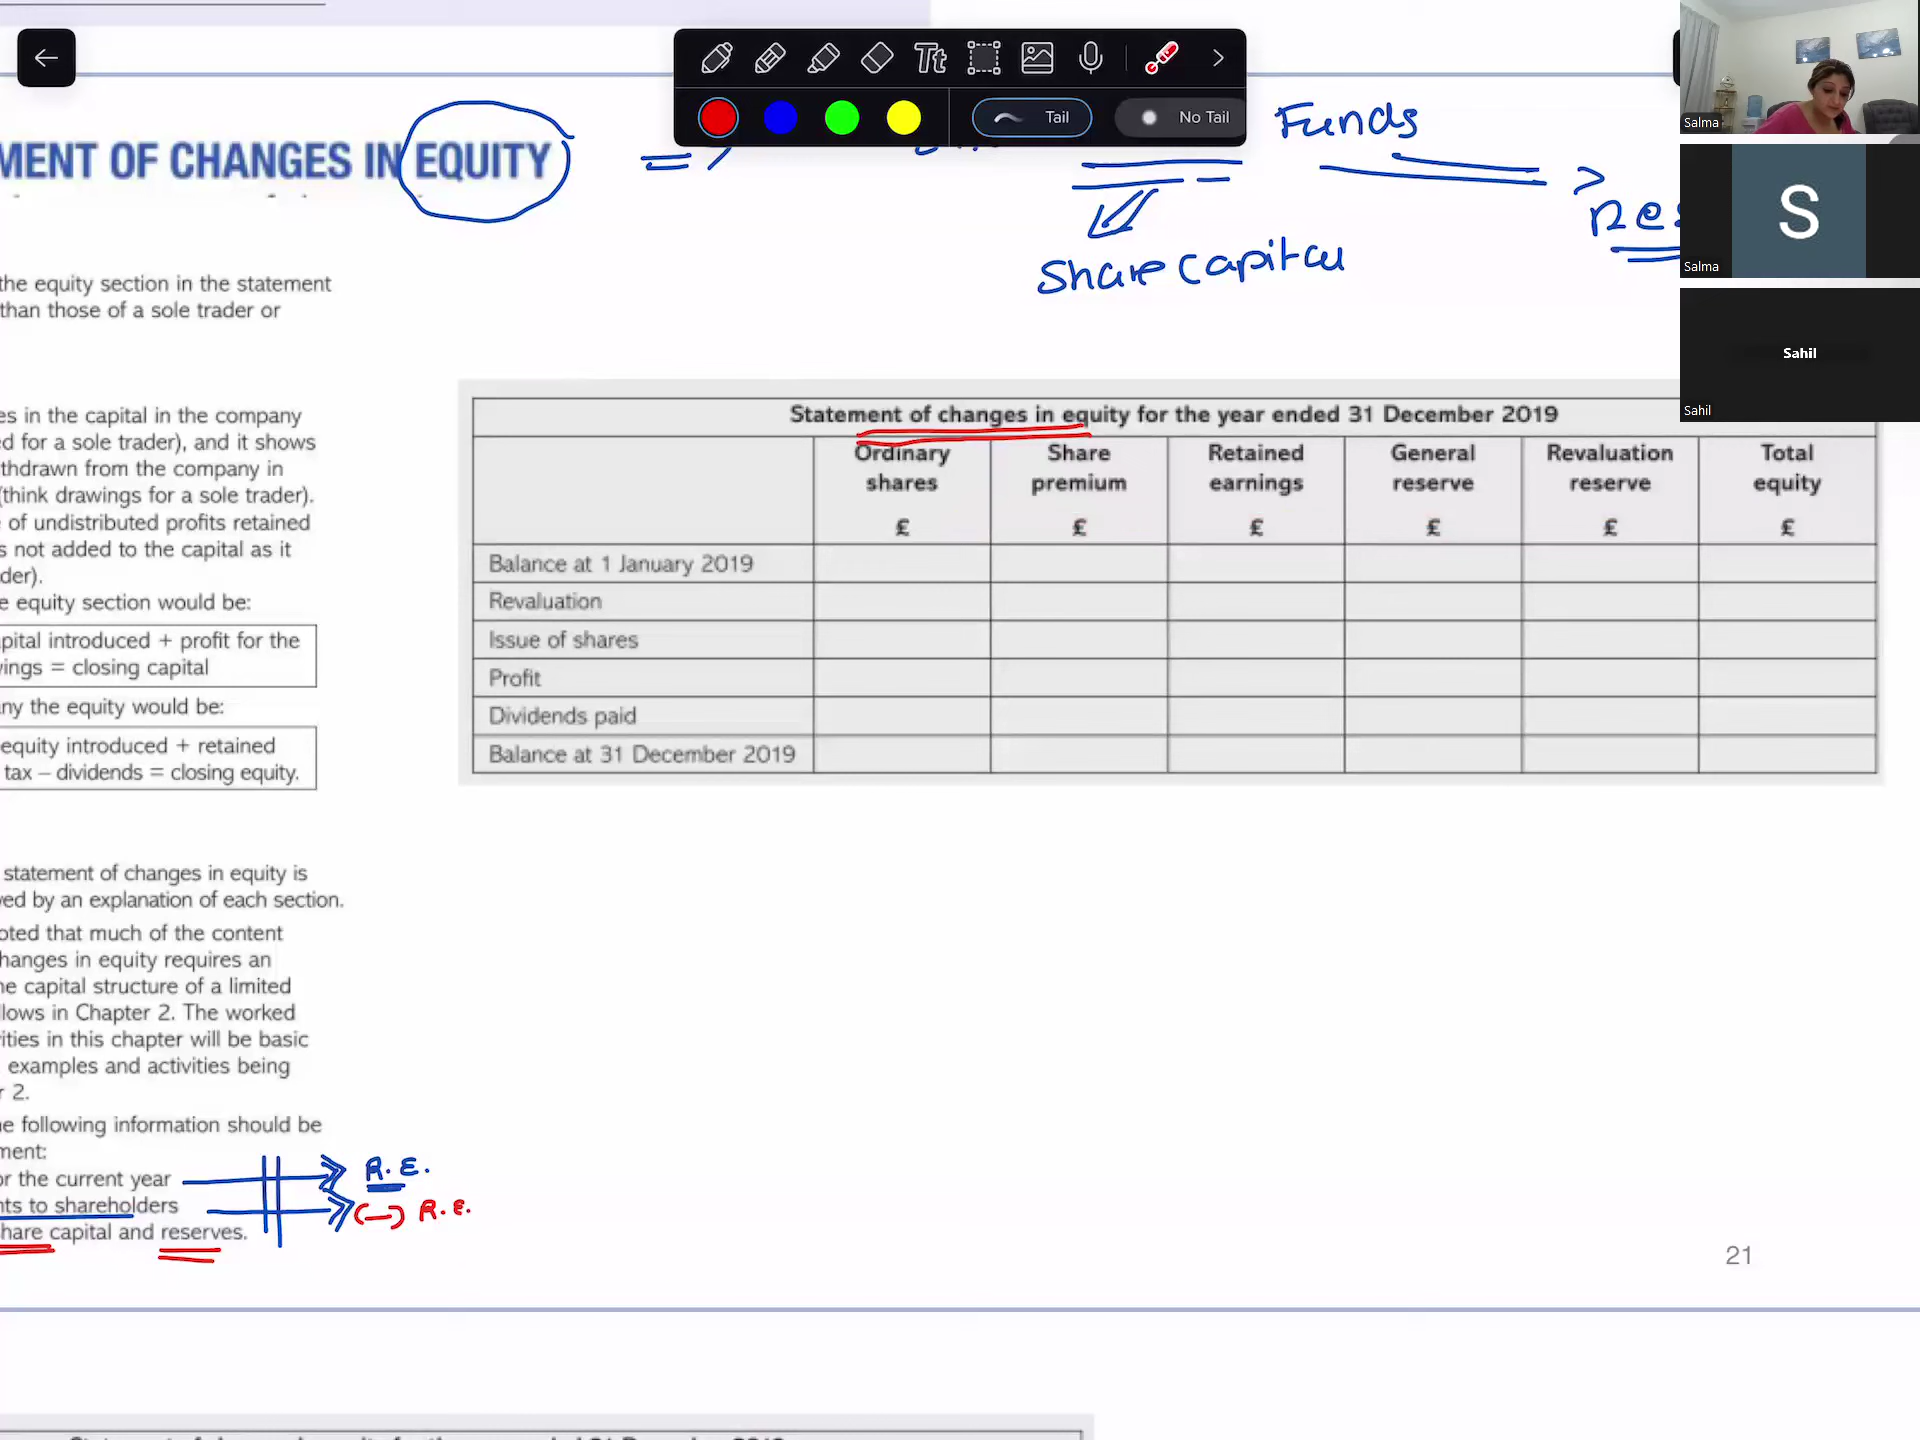 Tt
Tail
No Tail
Funds
Salma
MENT OF CHANGES IN EQUITY
S
Share Capital
Salma
the equity section in the statement
than those of a sole trader or
Sahil
Sahil
es in the capital in the company
d for a sole trader), and it shows
thdrawn from the company in
(think drawings for a sole trader).
of undistributed profits retained
s not added to the capital as it
der).
e equity section would be:
pital introduced + profit for the
ings = closing capital
ny the equity would be:
equity introduced + retained
tax – dividends = closing equity.
Statement of changes in equity for the year ended 31 December 2019
Ordinary shares £ Share premium £ Retained earnings £ General reserve £ Revaluation reserve £ Total equity £
Balance at 1 January 2019
Revaluation
Issue of shares
Profit
Dividends paid
Balance at 31 December 2019
statement of changes in equity is
ved by an explanation of each section.
oted that much of the content
hanges in equity requires an
ne capital structure of a limited
llows in Chapter 2. The worked
ities in this chapter will be basic
examples and activities being
r 2.
ne following information should be
ment:
or the current year R.E.
nts to shareholders (–) R.E.
hare capital and reserves.
21